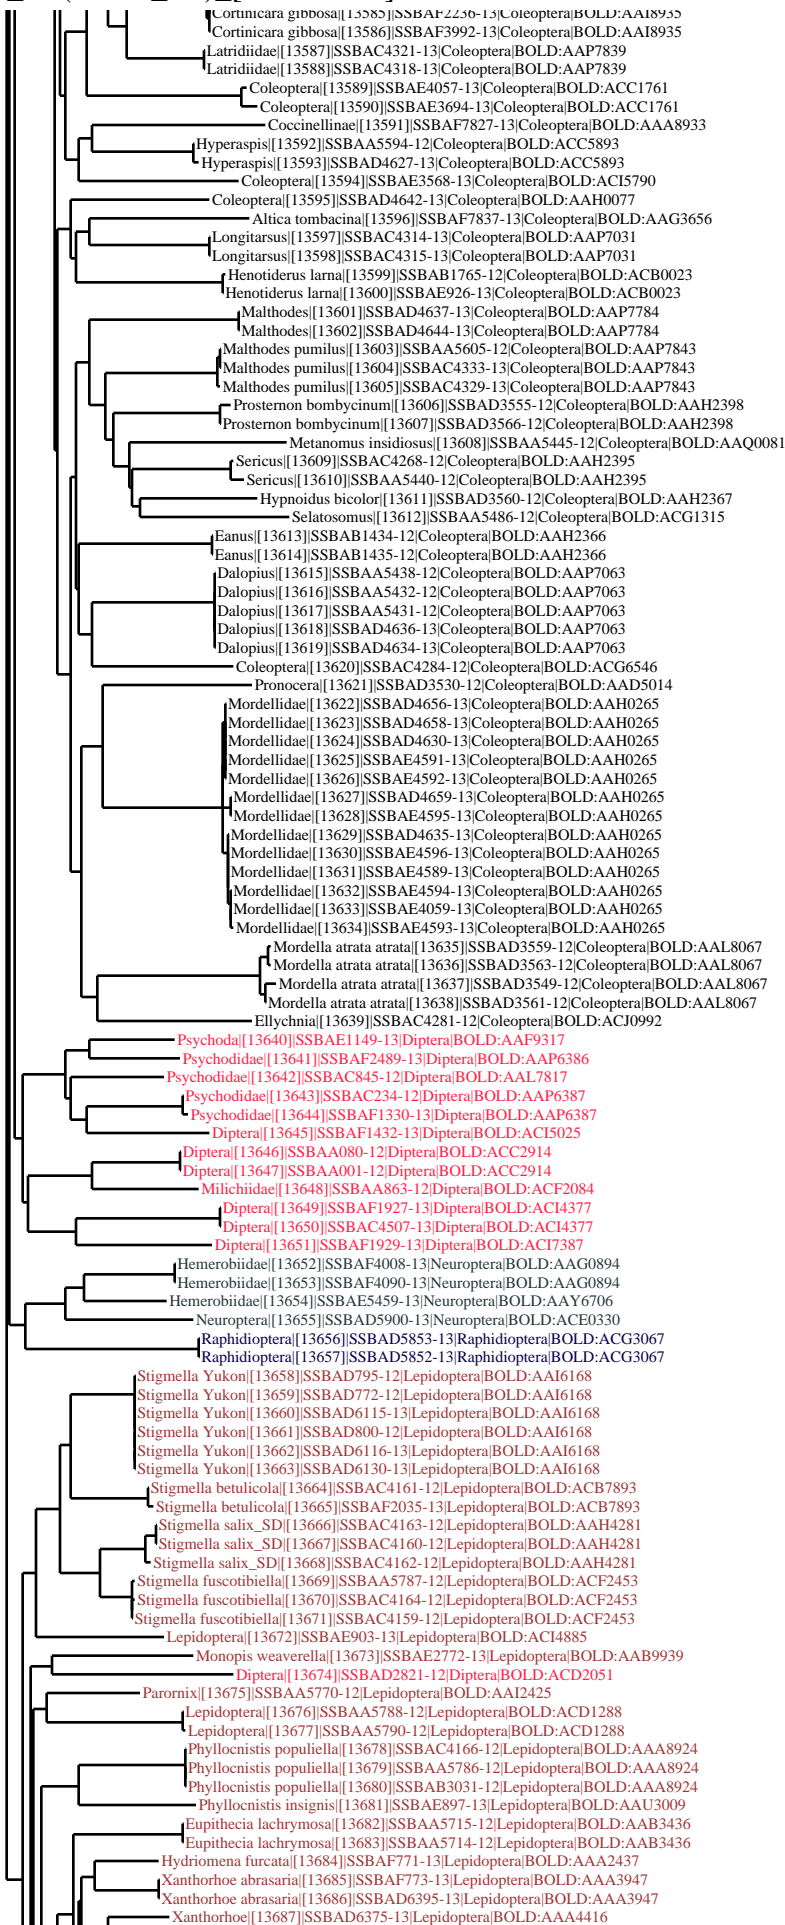 Cortinicara gibbosa|[13585]|SSBAF2236-13|Coleoptera|BOLD:AAI8935
Cortinicara gibbosa|[13586]|SSBAF3992-13|Coleoptera|BOLD:AAI8935
Latridiidae|[13587]|SSBAC4321-13|Coleoptera|BOLD:AAP7839
Latridiidae|[13588]|SSBAC4318-13|Coleoptera|BOLD:AAP7839
Coleoptera|[13589]|SSBAE4057-13|Coleoptera|BOLD:ACC1761
Coleoptera|[13590]|SSBAE3694-13|Coleoptera|BOLD:ACC1761
Coccinellinae|[13591]|SSBAF7827-13|Coleoptera|BOLD:AAA8933
Hyperaspis|[13592]|SSBAA5594-12|Coleoptera|BOLD:ACC5893
Hyperaspis|[13593]|SSBAD4627-13|Coleoptera|BOLD:ACC5893
Coleoptera|[13594]|SSBAE3568-13|Coleoptera|BOLD:ACI5790
Coleoptera|[13595]|SSBAD4642-13|Coleoptera|BOLD:AAH0077
Altica tombacina|[13596]|SSBAF7837-13|Coleoptera|BOLD:AAG3656
Longitarsus|[13597]|SSBAC4314-13|Coleoptera|BOLD:AAP7031
Longitarsus|[13598]|SSBAC4315-13|Coleoptera|BOLD:AAP7031
Henotiderus larna|[13599]|SSBAB1765-12|Coleoptera|BOLD:ACB0023
Henotiderus larna|[13600]|SSBAE926-13|Coleoptera|BOLD:ACB0023
Malthodes|[13601]|SSBAD4637-13|Coleoptera|BOLD:AAP7784
Malthodes|[13602]|SSBAD4644-13|Coleoptera|BOLD:AAP7784
Malthodes pumilus|[13603]|SSBAA5605-12|Coleoptera|BOLD:AAP7843
Malthodes pumilus|[13604]|SSBAC4333-13|Coleoptera|BOLD:AAP7843
Malthodes pumilus|[13605]|SSBAC4329-13|Coleoptera|BOLD:AAP7843
Prosternon bombycinum|[13606]|SSBAD3555-12|Coleoptera|BOLD:AAH2398
Prosternon bombycinum|[13607]|SSBAD3566-12|Coleoptera|BOLD:AAH2398
Metanomus insidiosus|[13608]|SSBAA5445-12|Coleoptera|BOLD:AAQ0081
Sericus|[13609]|SSBAC4268-12|Coleoptera|BOLD:AAH2395
Sericus|[13610]|SSBAA5440-12|Coleoptera|BOLD:AAH2395
Hypnoidus bicolor|[13611]|SSBAD3560-12|Coleoptera|BOLD:AAH2367
Selatosomus|[13612]|SSBAA5486-12|Coleoptera|BOLD:ACG1315
Eanus|[13613]|SSBAB1434-12|Coleoptera|BOLD:AAH2366
Eanus|[13614]|SSBAB1435-12|Coleoptera|BOLD:AAH2366
Dalopius|[13615]|SSBAA5438-12|Coleoptera|BOLD:AAP7063
Dalopius|[13616]|SSBAA5432-12|Coleoptera|BOLD:AAP7063
Dalopius|[13617]|SSBAA5431-12|Coleoptera|BOLD:AAP7063
Dalopius|[13618]|SSBAD4636-13|Coleoptera|BOLD:AAP7063
Dalopius|[13619]|SSBAD4634-13|Coleoptera|BOLD:AAP7063
Coleoptera|[13620]|SSBAC4284-12|Coleoptera|BOLD:ACG6546
Pronocera|[13621]|SSBAD3530-12|Coleoptera|BOLD:AAD5014
Mordellidae|[13622]|SSBAD4656-13|Coleoptera|BOLD:AAH0265
Mordellidae|[13623]|SSBAD4658-13|Coleoptera|BOLD:AAH0265
Mordellidae|[13624]|SSBAD4630-13|Coleoptera|BOLD:AAH0265
Mordellidae|[13625]|SSBAE4591-13|Coleoptera|BOLD:AAH0265
Mordellidae|[13626]|SSBAE4592-13|Coleoptera|BOLD:AAH0265
Mordellidae|[13627]|SSBAD4659-13|Coleoptera|BOLD:AAH0265
Mordellidae|[13628]|SSBAE4595-13|Coleoptera|BOLD:AAH0265
Mordellidae|[13629]|SSBAD4635-13|Coleoptera|BOLD:AAH0265
Mordellidae|[13630]|SSBAE4596-13|Coleoptera|BOLD:AAH0265
Mordellidae|[13631]|SSBAE4589-13|Coleoptera|BOLD:AAH0265
Mordellidae|[13632]|SSBAE4594-13|Coleoptera|BOLD:AAH0265
Mordellidae|[13633]|SSBAE4059-13|Coleoptera|BOLD:AAH0265
Mordellidae|[13634]|SSBAE4593-13|Coleoptera|BOLD:AAH0265
Mordella atrata atrata|[13635]|SSBAD3559-12|Coleoptera|BOLD:AAL8067
Mordella atrata atrata|[13636]|SSBAD3563-12|Coleoptera|BOLD:AAL8067
Mordella atrata atrata|[13637]|SSBAD3549-12|Coleoptera|BOLD:AAL8067
Mordella atrata atrata|[13638]|SSBAD3561-12|Coleoptera|BOLD:AAL8067
Ellychnia|[13639]|SSBAC4281-12|Coleoptera|BOLD:ACJ0992
Psychoda|[13640]|SSBAE1149-13|Diptera|BOLD:AAF9317
Psychodidae|[13641]|SSBAF2489-13|Diptera|BOLD:AAP6386
Psychodidae|[13642]|SSBAC845-12|Diptera|BOLD:AAL7817
Psychodidae|[13643]|SSBAC234-12|Diptera|BOLD:AAP6387
Psychodidae|[13644]|SSBAF1330-13|Diptera|BOLD:AAP6387
Diptera|[13645]|SSBAF1432-13|Diptera|BOLD:ACI5025
Diptera|[13646]|SSBAA080-12|Diptera|BOLD:ACC2914
Diptera|[13647]|SSBAA001-12|Diptera|BOLD:ACC2914
Milichiidae|[13648]|SSBAA863-12|Diptera|BOLD:ACF2084
Diptera|[13649]|SSBAF1927-13|Diptera|BOLD:ACI4377
Diptera|[13650]|SSBAC4507-13|Diptera|BOLD:ACI4377
Diptera|[13651]|SSBAF1929-13|Diptera|BOLD:ACI7387
Hemerobiidae|[13652]|SSBAF4008-13|Neuroptera|BOLD:AAG0894
Hemerobiidae|[13653]|SSBAF4090-13|Neuroptera|BOLD:AAG0894
Hemerobiidae|[13654]|SSBAE5459-13|Neuroptera|BOLD:AAY6706
Neuroptera|[13655]|SSBAD5900-13|Neuroptera|BOLD:ACE0330
Raphidioptera|[13656]|SSBAD5853-13|Raphidioptera|BOLD:ACG3067
Raphidioptera|[13657]|SSBAD5852-13|Raphidioptera|BOLD:ACG3067
Stigmella Yukon|[13658]|SSBAD795-12|Lepidoptera|BOLD:AAI6168
Stigmella Yukon|[13659]|SSBAD772-12|Lepidoptera|BOLD:AAI6168
Stigmella Yukon|[13660]|SSBAD6115-13|Lepidoptera|BOLD:AAI6168
Stigmella Yukon|[13661]|SSBAD800-12|Lepidoptera|BOLD:AAI6168
Stigmella Yukon|[13662]|SSBAD6116-13|Lepidoptera|BOLD:AAI6168
Stigmella Yukon|[13663]|SSBAD6130-13|Lepidoptera|BOLD:AAI6168
Stigmella betulicola|[13664]|SSBAC4161-12|Lepidoptera|BOLD:ACB7893
Stigmella betulicola|[13665]|SSBAF2035-13|Lepidoptera|BOLD:ACB7893
Stigmella salix_SD|[13666]|SSBAC4163-12|Lepidoptera|BOLD:AAH4281
Stigmella salix_SD|[13667]|SSBAC4160-12|Lepidoptera|BOLD:AAH4281
Stigmella salix_SD|[13668]|SSBAC4162-12|Lepidoptera|BOLD:AAH4281
Stigmella fuscotibiella|[13669]|SSBAA5787-12|Lepidoptera|BOLD:ACF2453
Stigmella fuscotibiella|[13670]|SSBAC4164-12|Lepidoptera|BOLD:ACF2453
Stigmella fuscotibiella|[13671]|SSBAC4159-12|Lepidoptera|BOLD:ACF2453
Lepidoptera|[13672]|SSBAE903-13|Lepidoptera|BOLD:ACI4885
Monopis weaverella|[13673]|SSBAE2772-13|Lepidoptera|BOLD:AAB9939
Diptera|[13674]|SSBAD2821-12|Diptera|BOLD:ACD2051
Parornix|[13675]|SSBAA5770-12|Lepidoptera|BOLD:AAI2425
Lepidoptera|[13676]|SSBAA5788-12|Lepidoptera|BOLD:ACD1288
Lepidoptera|[13677]|SSBAA5790-12|Lepidoptera|BOLD:ACD1288
Phyllocnistis populiella|[13678]|SSBAC4166-12|Lepidoptera|BOLD:AAA8924
Phyllocnistis populiella|[13679]|SSBAA5786-12|Lepidoptera|BOLD:AAA8924
Phyllocnistis populiella|[13680]|SSBAB3031-12|Lepidoptera|BOLD:AAA8924
Phyllocnistis insignis|[13681]|SSBAE897-13|Lepidoptera|BOLD:AAU3009
Eupithecia lachrymosa|[13682]|SSBAA5715-12|Lepidoptera|BOLD:AAB3436
Eupithecia lachrymosa|[13683]|SSBAA5714-12|Lepidoptera|BOLD:AAB3436
Hydriomena furcata|[13684]|SSBAF771-13|Lepidoptera|BOLD:AAA2437
Xanthorhoe abrasaria|[13685]|SSBAF773-13|Lepidoptera|BOLD:AAA3947
Xanthorhoe abrasaria|[13686]|SSBAD6395-13|Lepidoptera|BOLD:AAA3947
Xanthorhoe|[13687]|SSBAD6375-13|Lepidoptera|BOLD:AAA4416